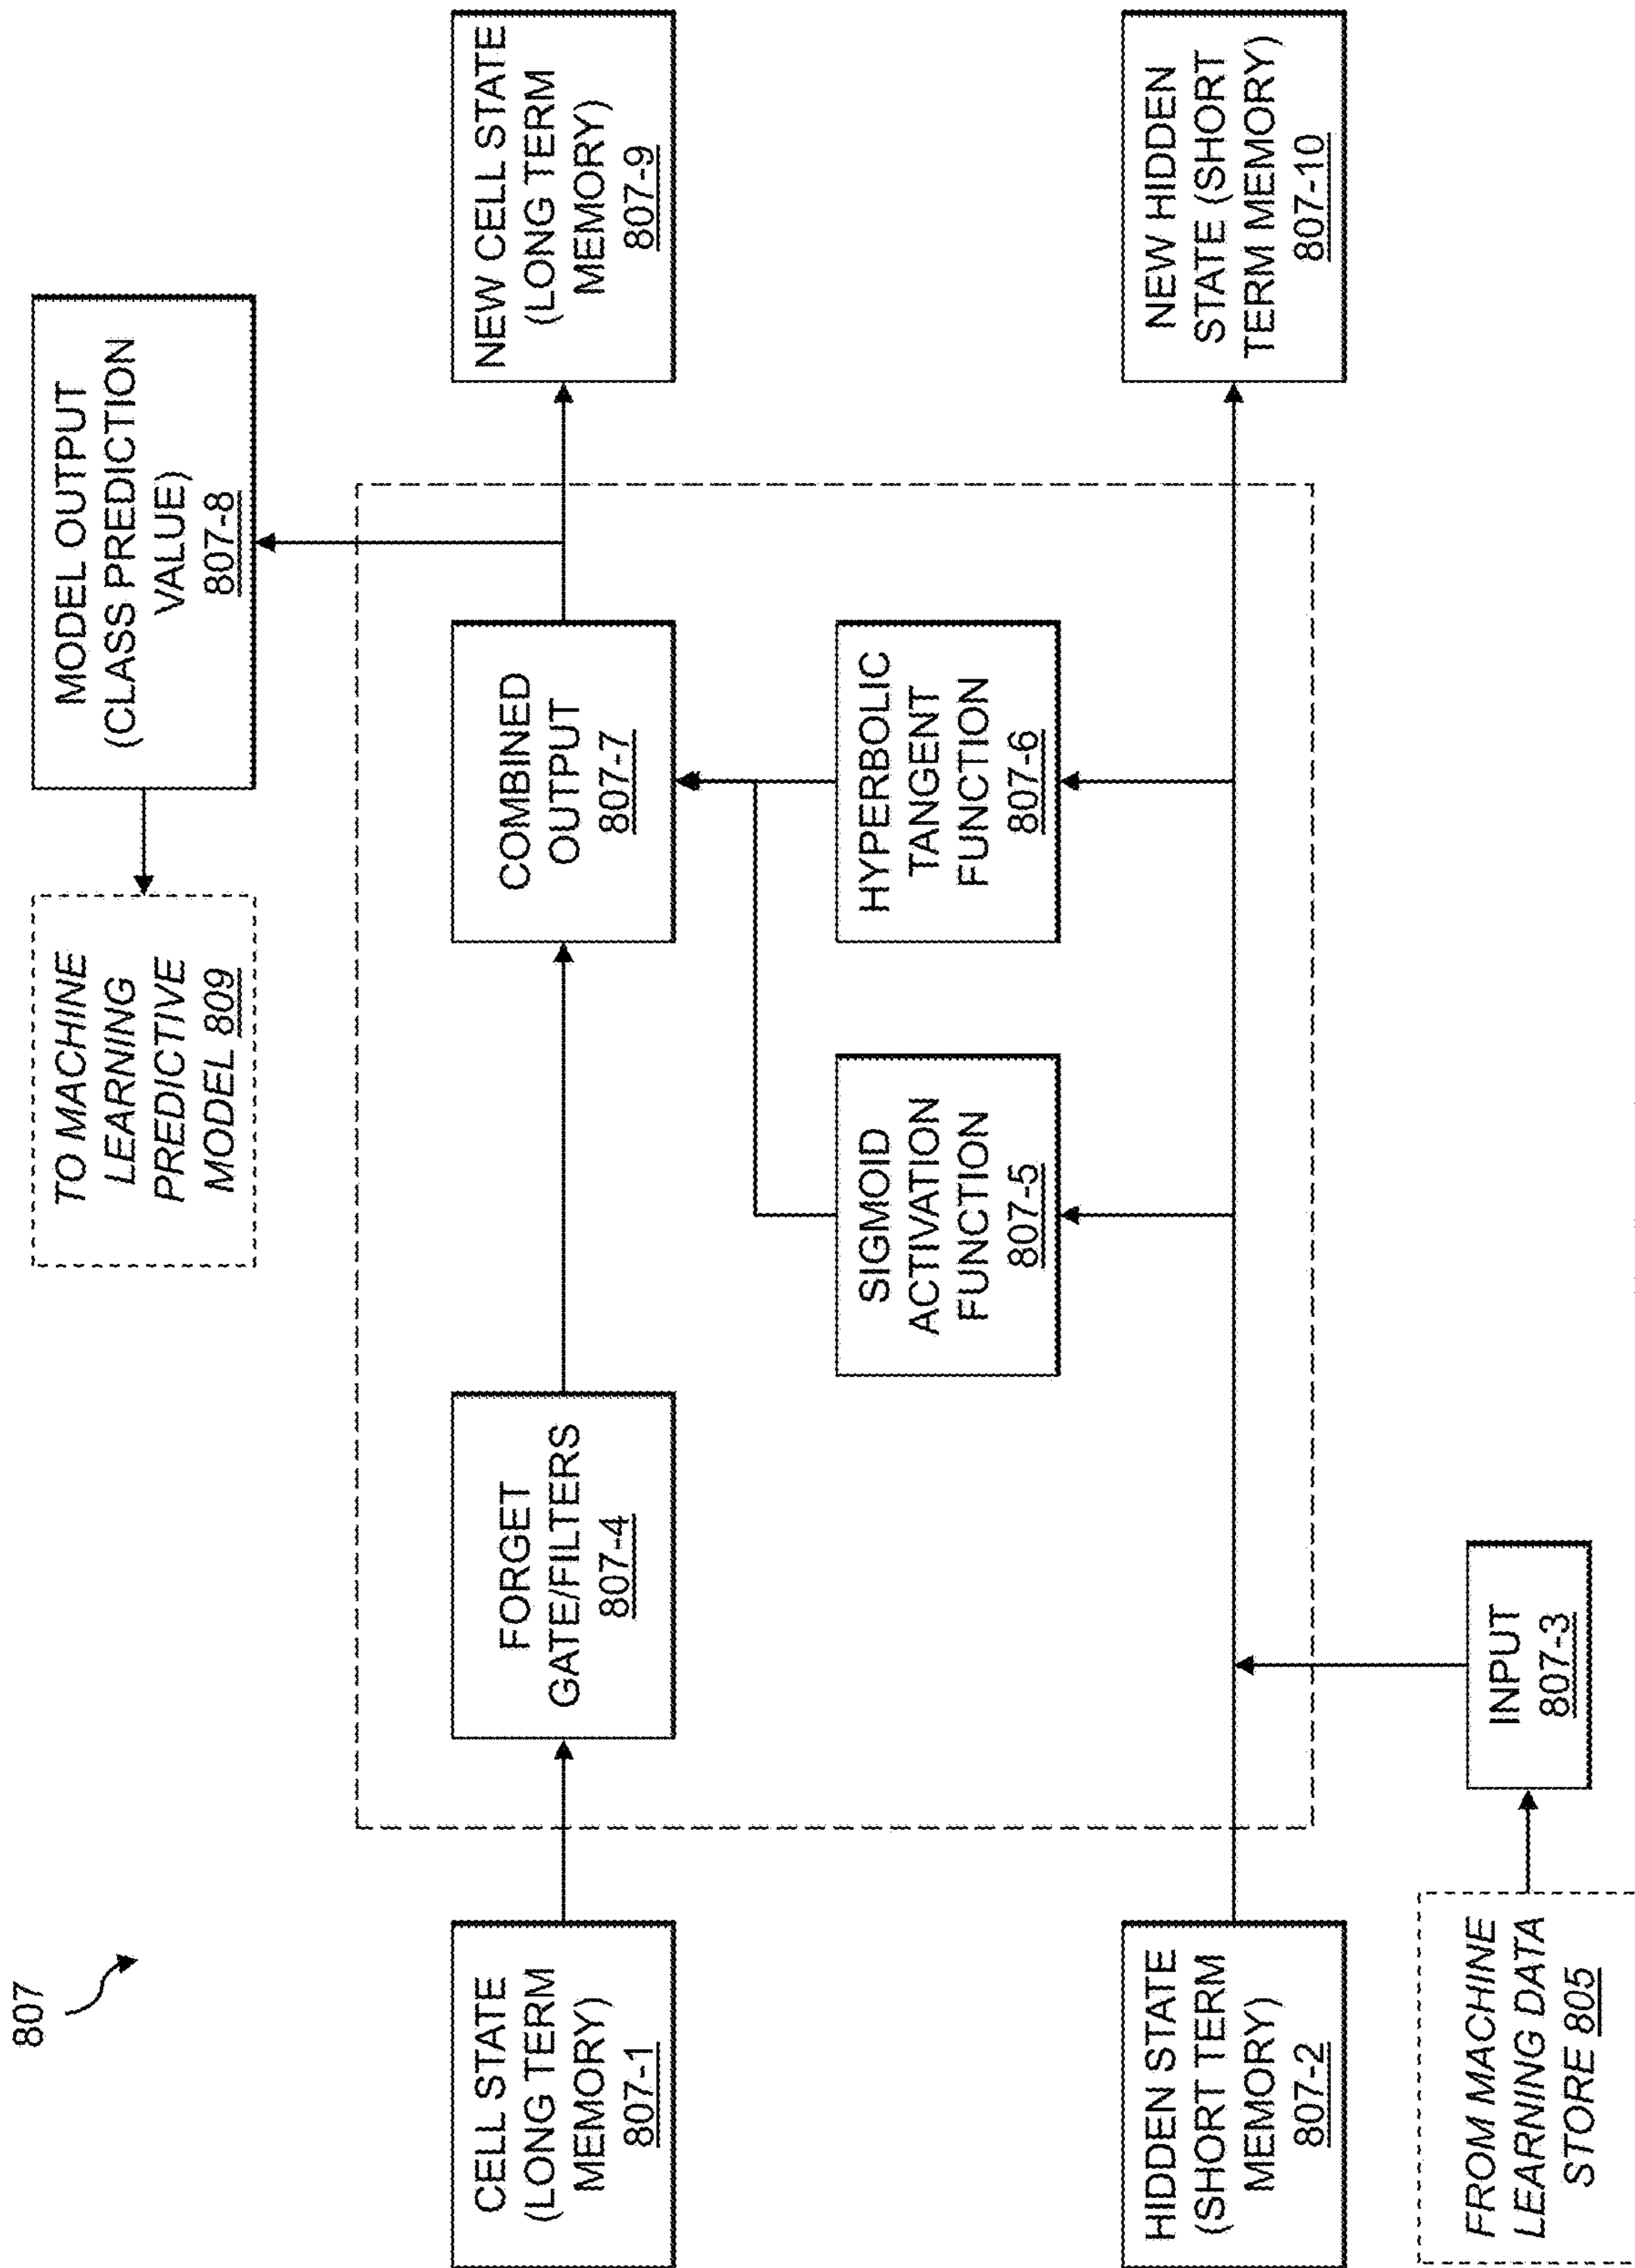 807
CELL STATE
(LONG TERM
MEMORY)
807-1
FORGET
GATE/FILTERS
807-4
COMBINED
OUTPUT
807-7
NEW CELL STATE
(LONG TERM
MEMORY)
807-9
TO MACHINE
LEARNING
PREDICTIVE
MODEL 809
MODEL OUTPUT
(CLASS PREDICTION
VALUE)
807-8
SIGMOID
ACTIVATION
FUNCTION
807-5
HYPERBOLIC
TANGENT
FUNCTION
807-6
HIDDEN STATE
(SHORT TERM
MEMORY)
807-2
NEW HIDDEN
STATE (SHORT
TERM MEMORY)
807-10
FROM MACHINE
LEARNING DATA
STORE 805
INPUT
807-3